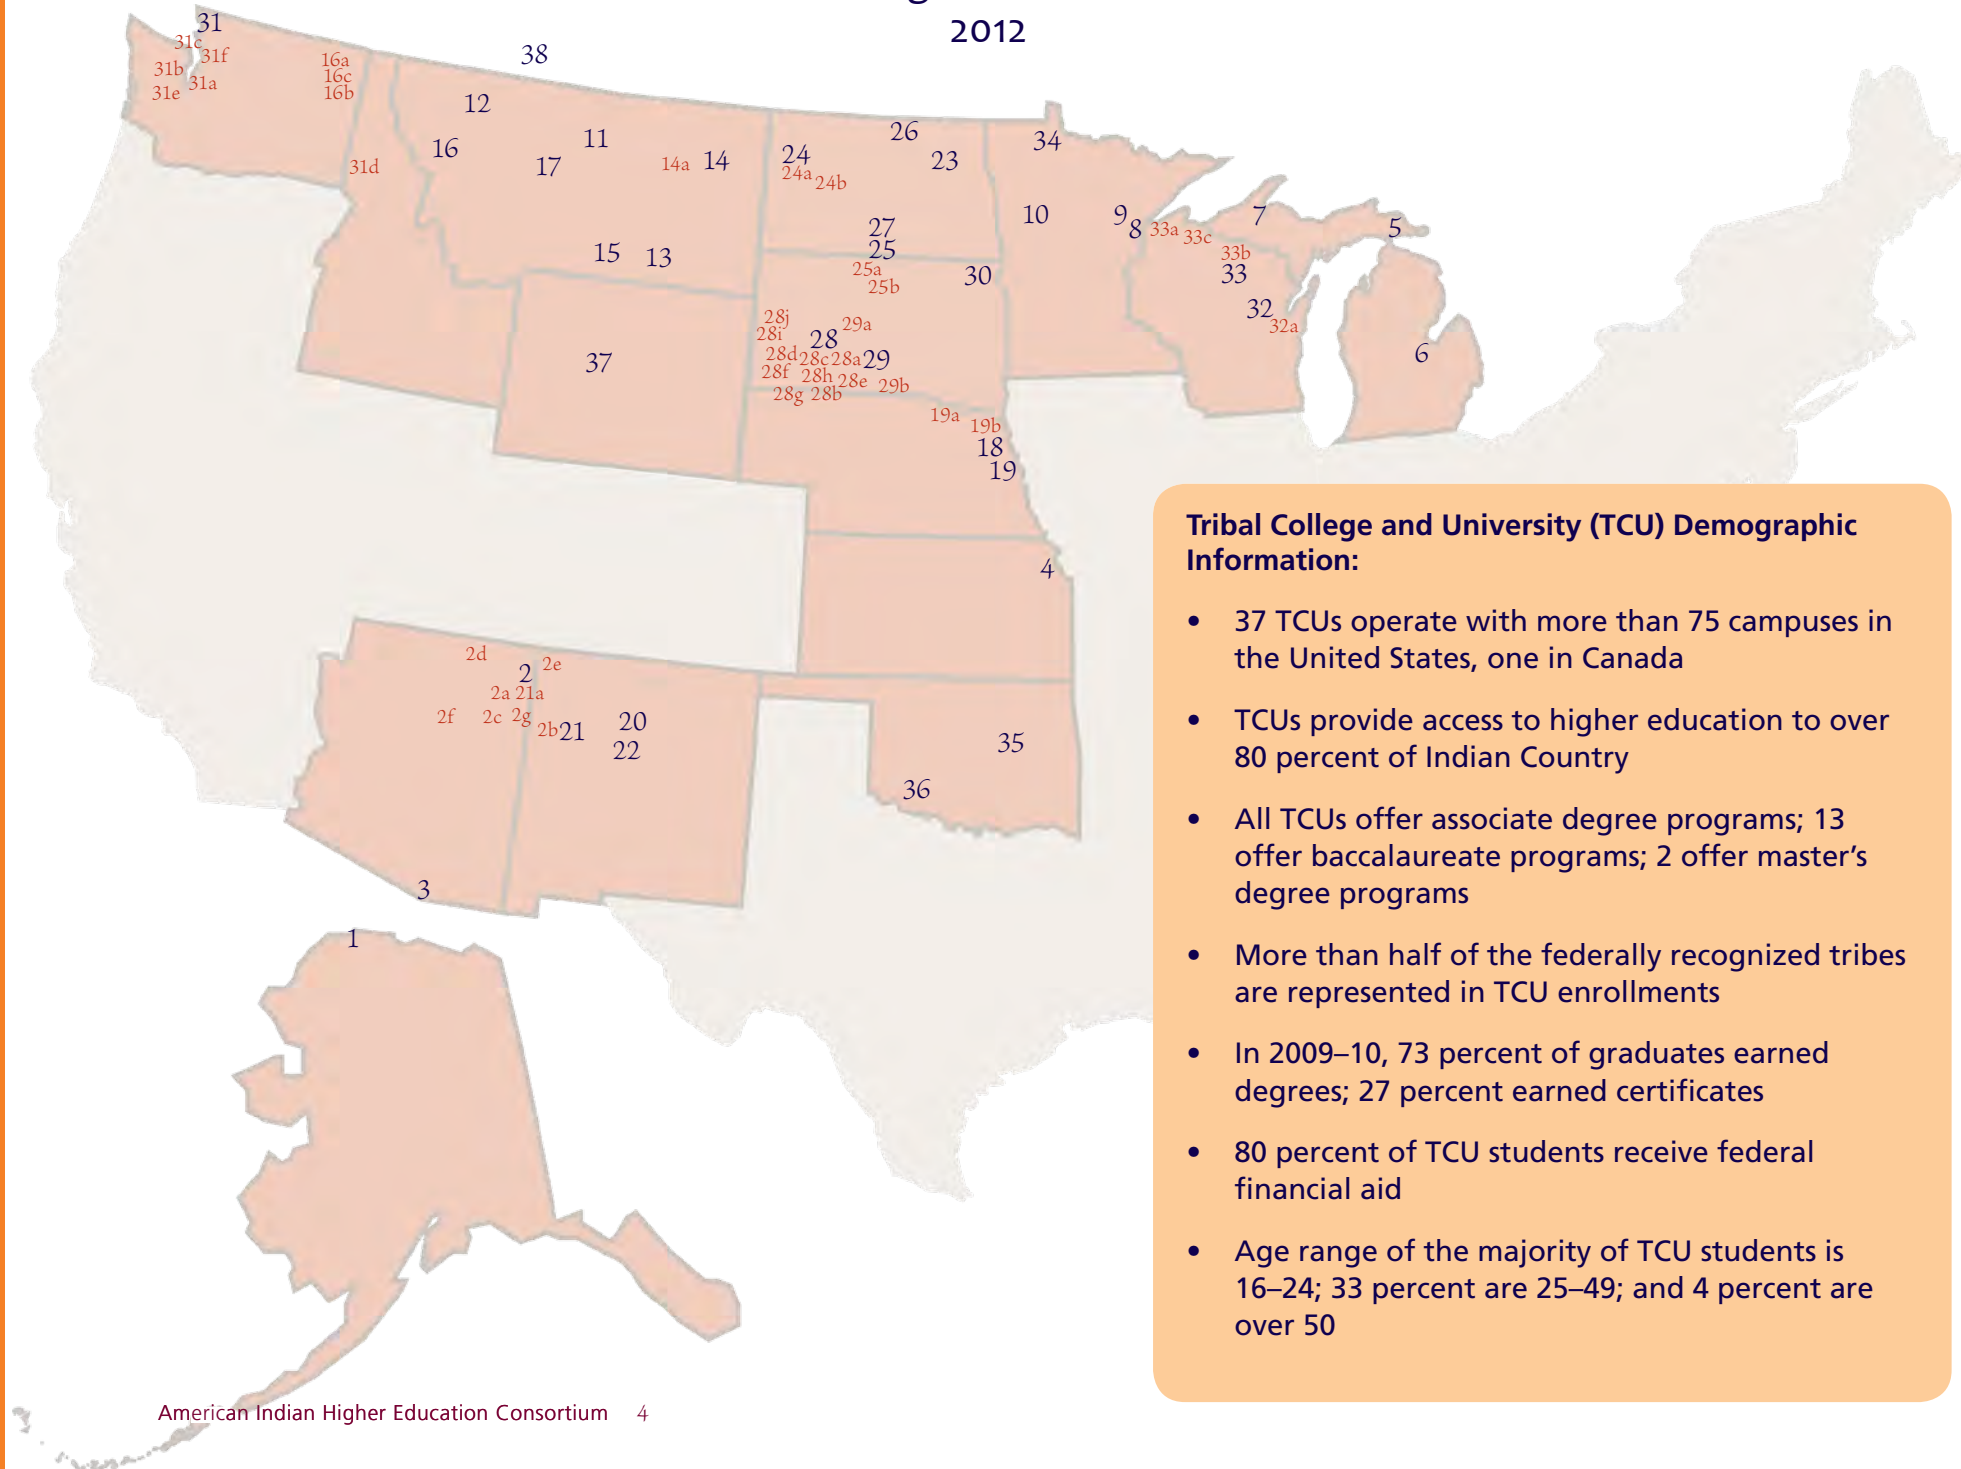 2012
31
38
31c
31f
16a
31b
16c
31a
31e
16b
12
26
11
34
16
24
23
17
14a
14
31d
24a
24b
10
9
7
8
33a
33c
5
27
25
15
13
33b
25a
30
33
25b
32
28j
29a
32a
28i
28
28d
28c
28a
29
6
37
28f
28h
28e
29b
28g
28b
19a
19b
18
19
4
2d
2
2e
2a
21a
2f
2c
2g
2b
21
20
22
35
36
3
1
Tribal College and University (TCU) Demographic
Information:
• 37 TCUs operate with more than 75 campuses in
the United States, one in Canada
• TCUs provide access to higher education to over
80 percent of Indian Country
• All TCUs offer associate degree programs; 13
offer baccalaureate programs; 2 offer master’s
degree programs
• More than half of the federally recognized tribes
are represented in TCU enrollments
• In 2009–10, 73 percent of graduates earned
degrees; 27 percent earned certificates
• 80 percent of TCU students receive federal
financial aid
• Age range of the majority of TCU students is
16–24; 33 percent are 25–49; and 4 percent are
over 50
American Indian Higher Education Consortium 4